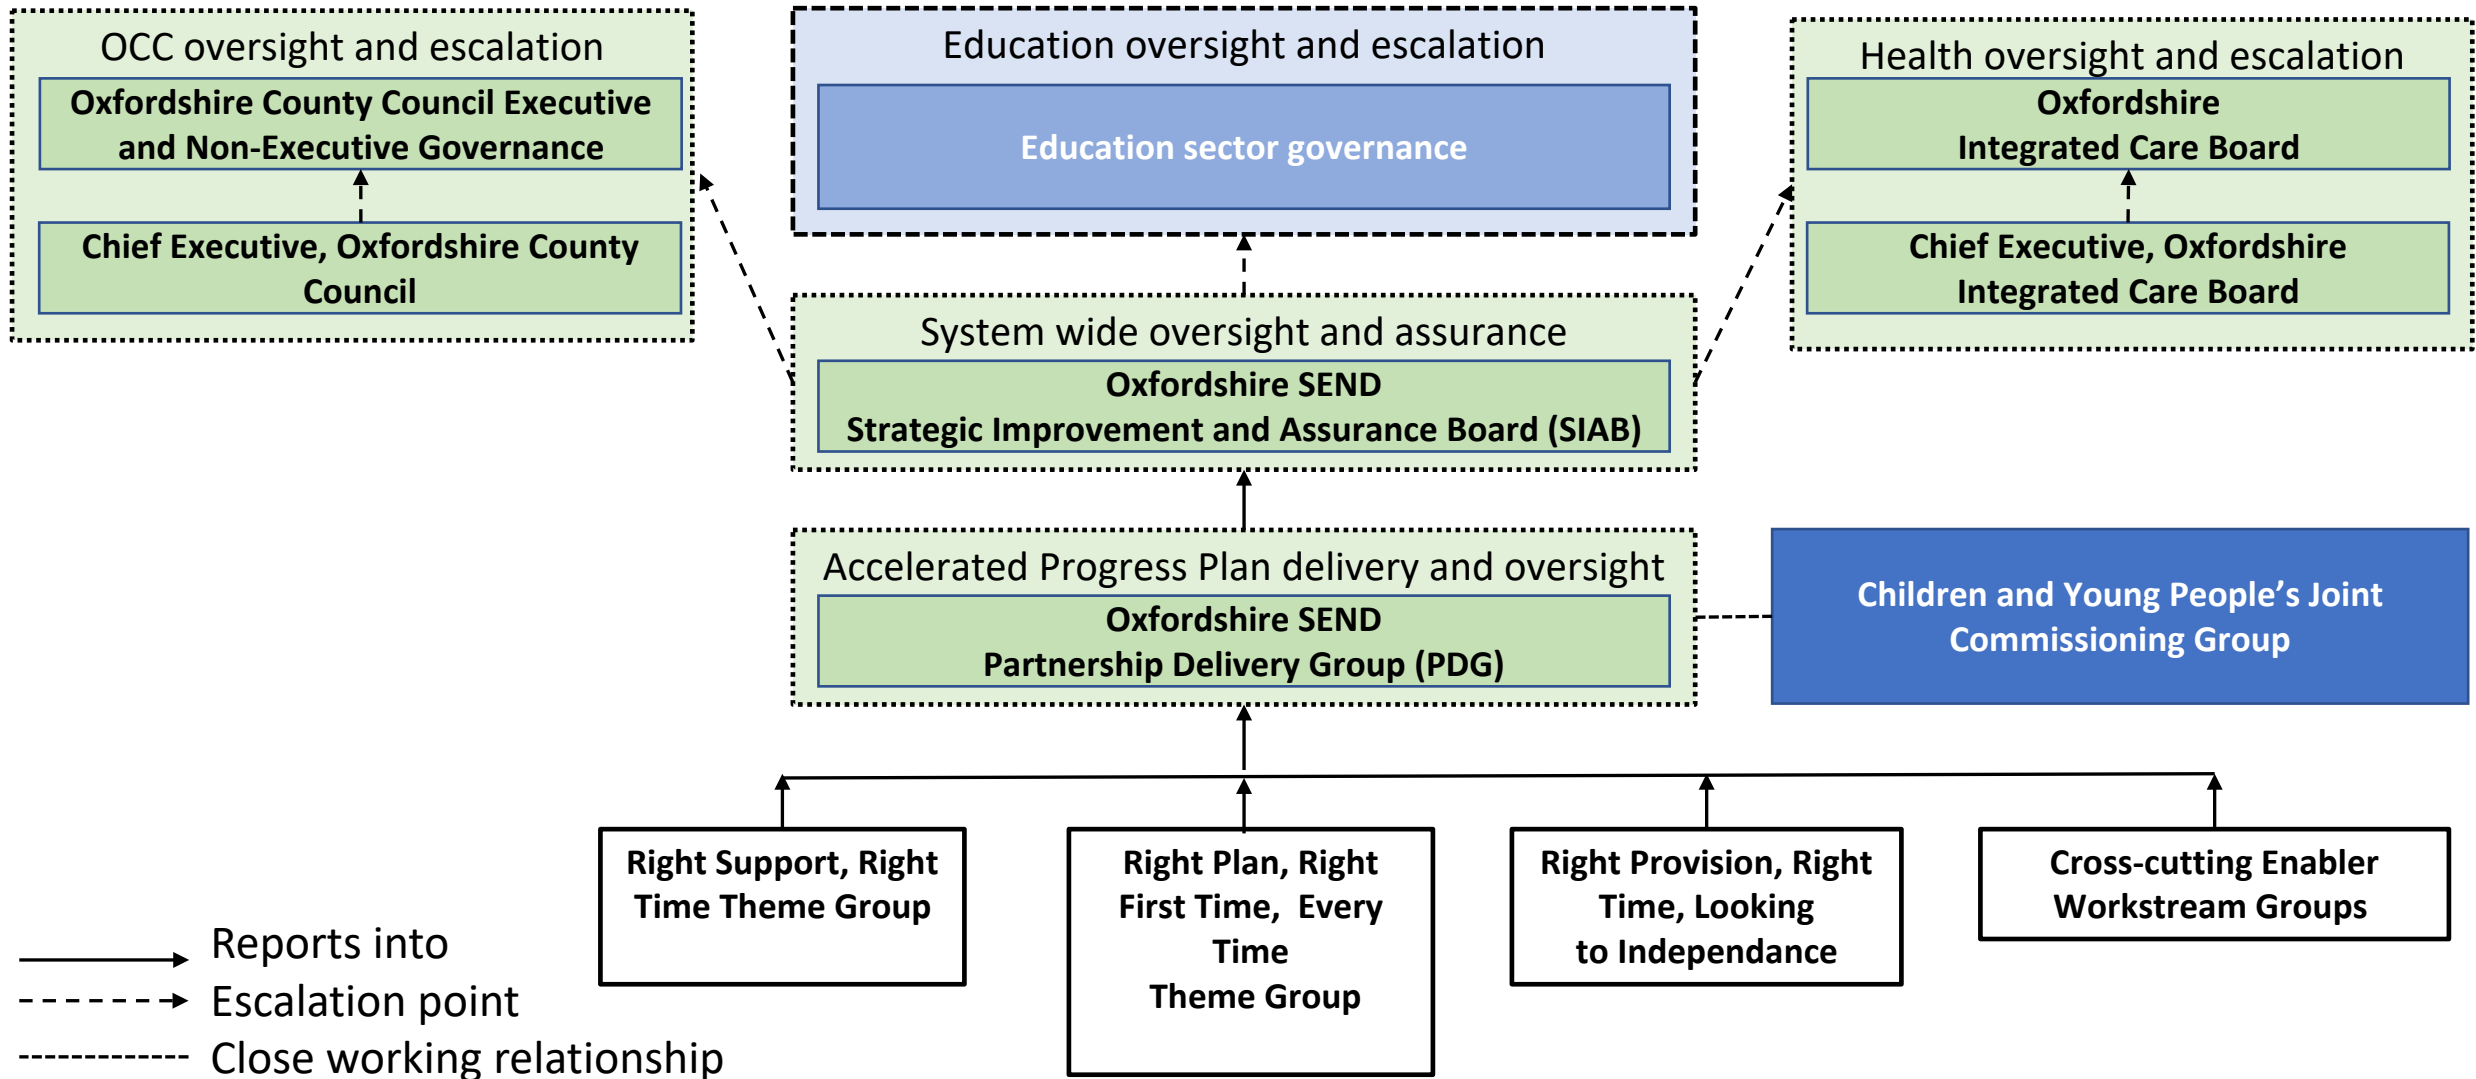 OCC oversight and escalation
Oxfordshire County Council Executive
and Non-Executive Governance
Chief Executive, Oxfordshire County
Council
Education oversight and escalation
Education sector governance
Health oversight and escalation
Oxfordshire
Integrated Care Board
Chief Executive, Oxfordshire
Integrated Care Board
System wide oversight and assurance
Oxfordshire SEND
Strategic Improvement and Assurance Board (SIAB)
Accelerated Progress Plan delivery and oversight
Oxfordshire SEND
Partnership Delivery Group (PDG)
Children and Young People’s Joint
Commissioning Group
Right Support, Right
Time Theme Group
Right Plan, Right
First Time, Every
Time
Theme Group
Right Provision, Right
Time, Looking
to Independance
Cross-cutting Enabler
Workstream Groups
Reports into
Escalation point
Close working relationship